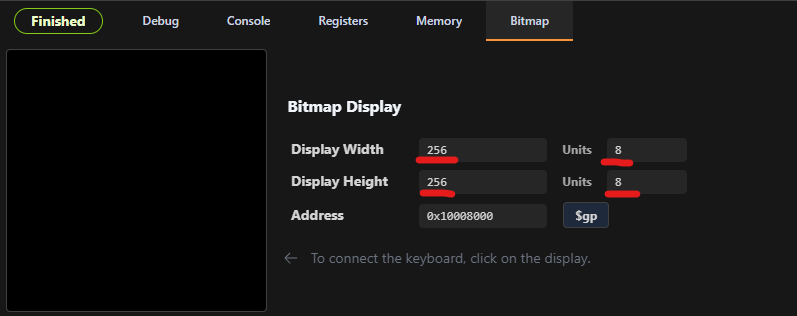 Finished Debug Console Registers Memory Bitmap
Bitmap Display
Display Width 256 Units 8
Display Height 256 Units 8
Address 0x10008000 $gp
← To connect the keyboard, click on the display.